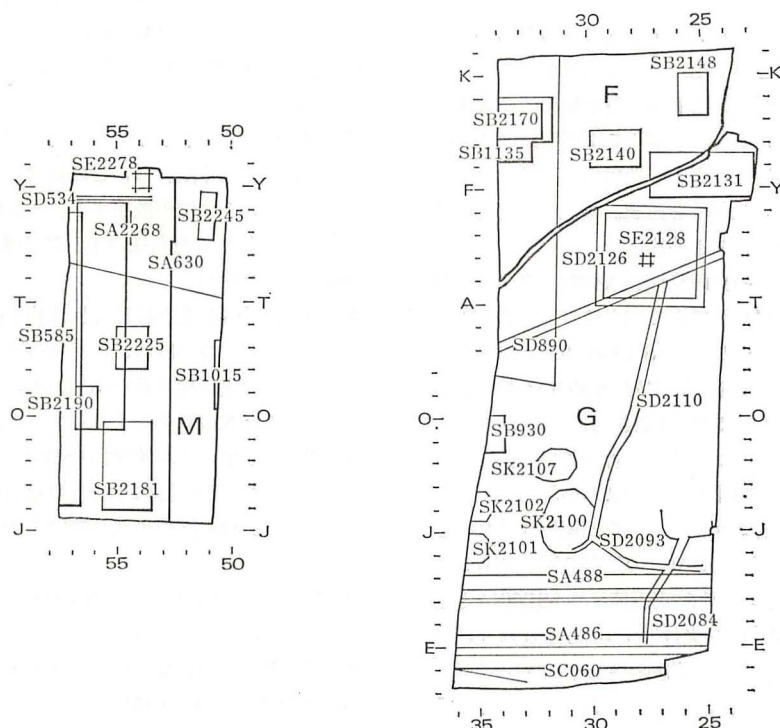 55 50
SE2278
Y Y
SD534
SB2245
SA2268
SA630
T T
SB585
SB2225
SB1015
SB2190
O O
M
SB2181
J J
55 50
30 25
K K
SB2148
F
SB2170
SB1135
SB2140
F Y
SB2131
SE2128
SD2126
A T
SD890
SD2110
O O
G
SB930
SK2107
SK2102
SK2100
J J
SK2101
SD2093
SA488
SD2084
SA486
E E
SC060
35 30 25